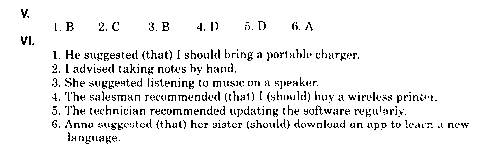 V.
1. B 2. C 3. B 4. D 5. D 6. A
VI.
1. He suggested (that) I should bring a portable charger.
2. I advised taking notes by hand.
3. She suggested listening to music on a speaker.
4. The salesman recommended (that) I (should) buy a wireless printer.
5. The technician recommended updating the software regularly.
6. Anna suggested (that) her sister (should) download an app to learn a new
language.